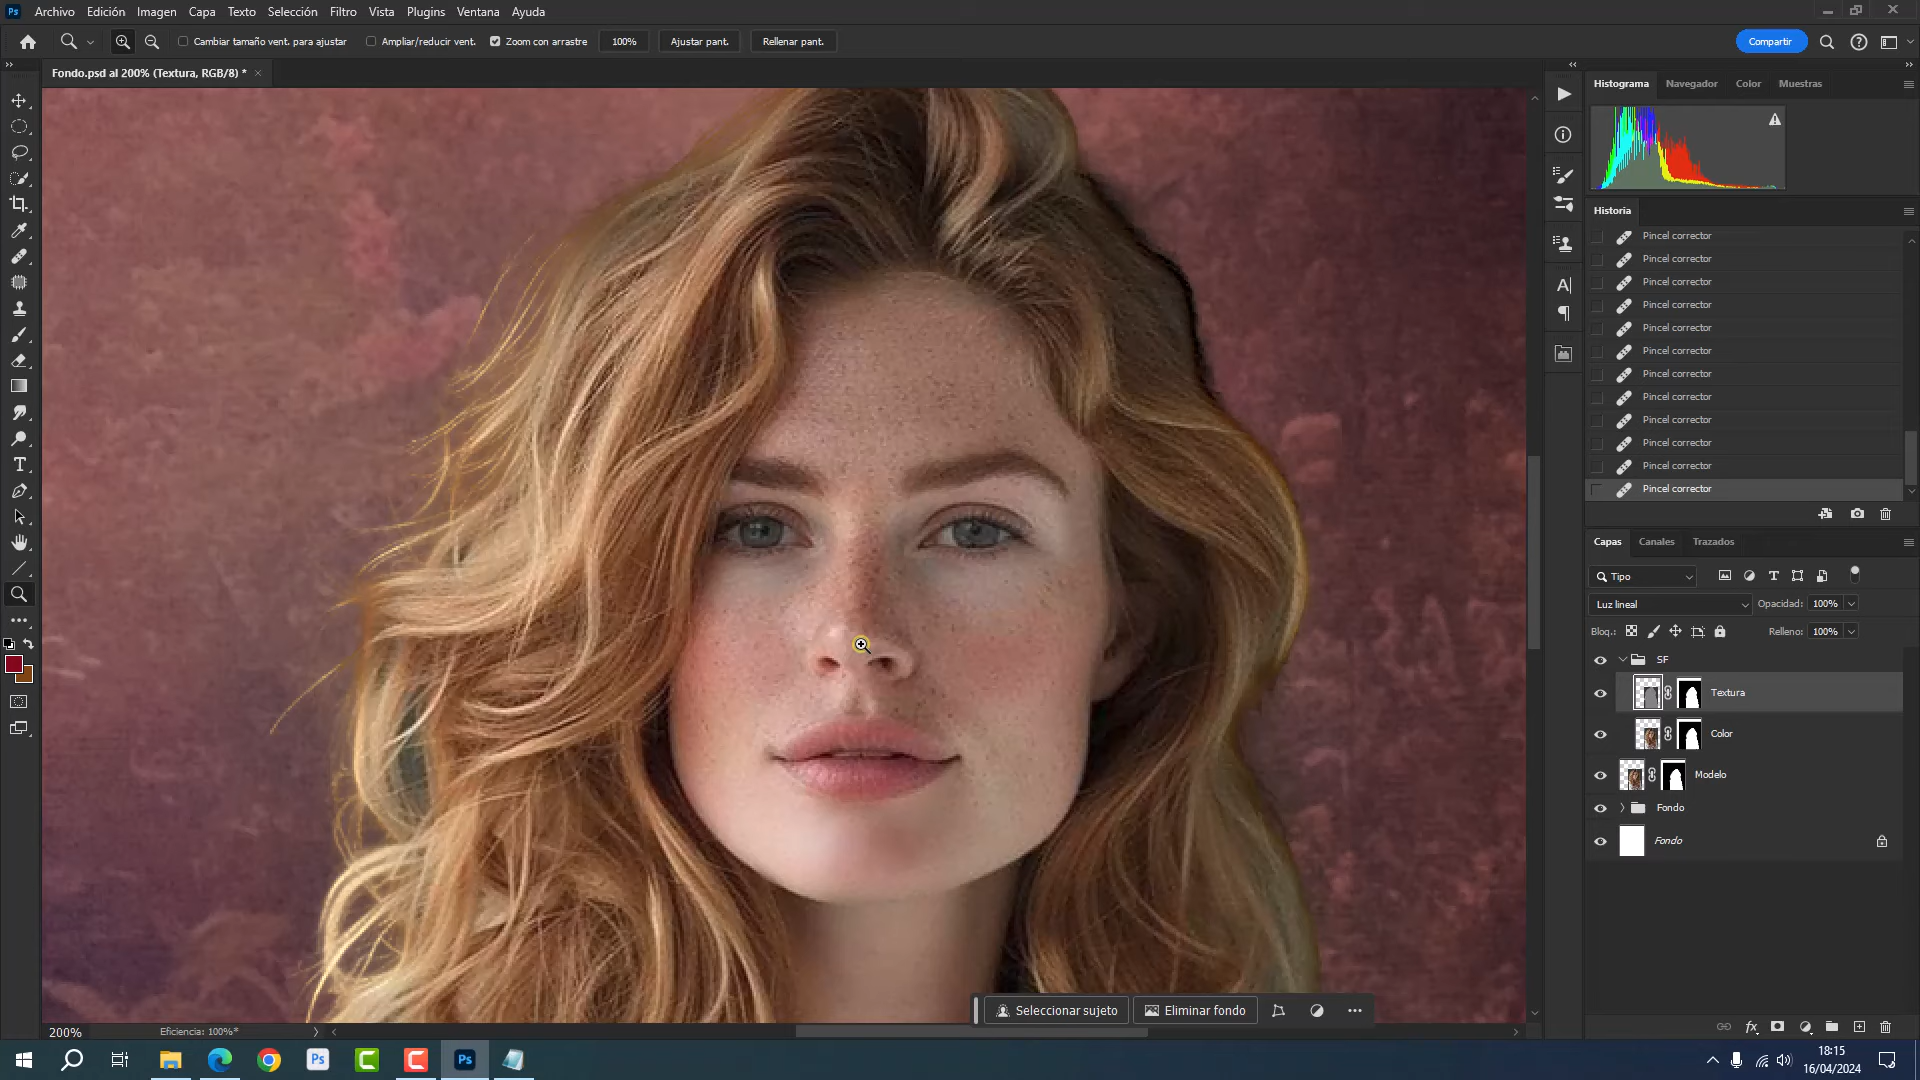 Ps Archivo Edición Imagen Capa Texto Selección Filtro Vista Plugins Ventana Ayuda
Cambiar tamaño vent. para ajustar Ampliar/reducir vent. Zoom con arrastre 100% Ajustar pant. Rellenar pant. Compartir
Fondo.psd al 200% (Textura, RGB/8) * ×
Histograma Navegador Color Muestras
Historia
Pincel corrector
Pincel corrector
Pincel corrector
Pincel corrector
Pincel corrector
Pincel corrector
Pincel corrector
Pincel corrector
Pincel corrector
Pincel corrector
Pincel corrector
Pincel corrector
Capas Canales Trazados
Tipo
Luz lineal Opacidad: 100%
Bloq.: Relleno: 100%
SF
Textura
Color
Modelo
Fondo
Fondo
Seleccionar sujeto Eliminar fondo
200% Eficiencia: 100%*
Ps Ps
18:15
16/04/2024